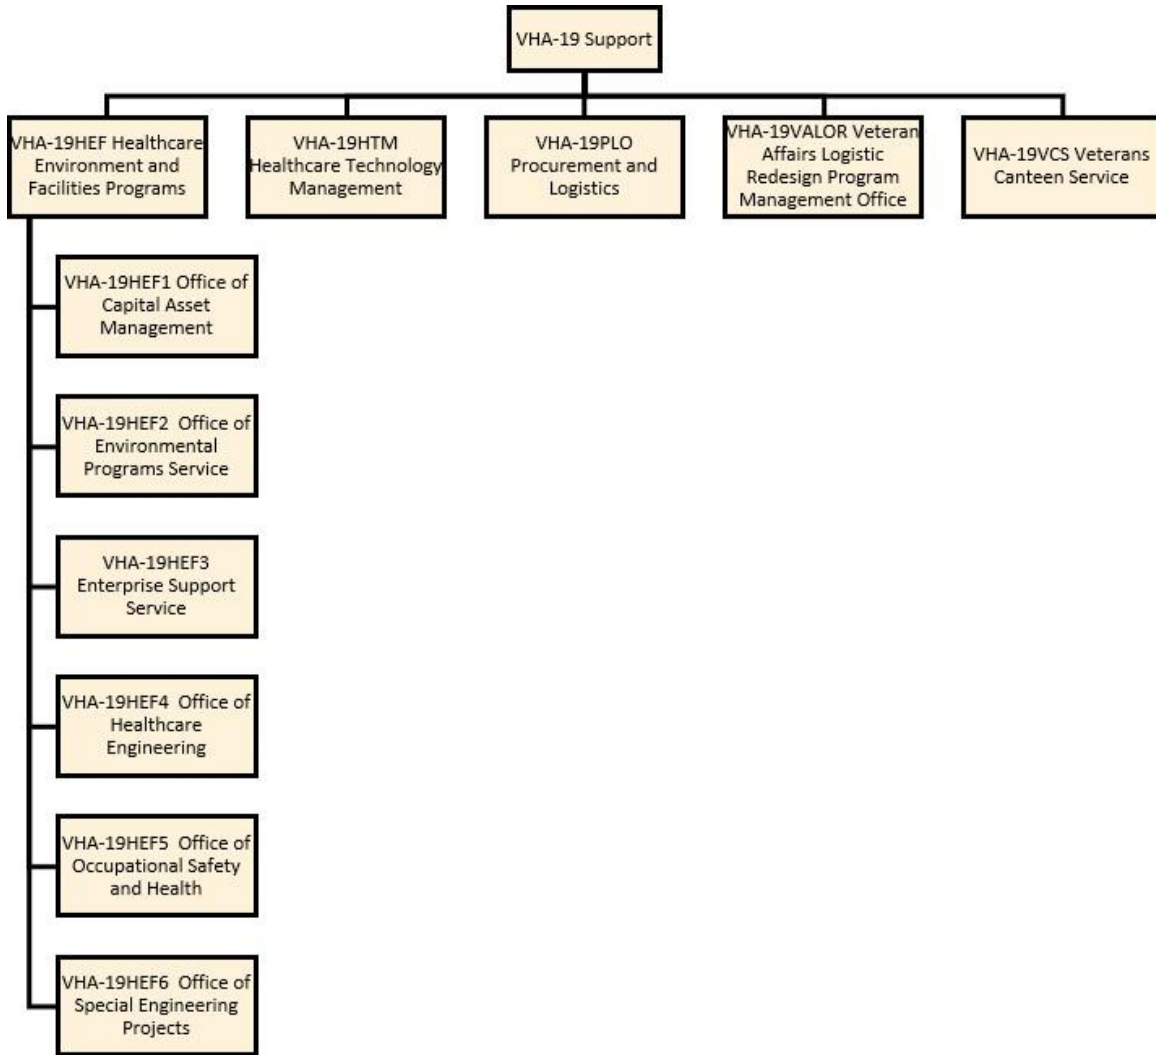 VHA-19 Support
VHA-19HEF Healthcare
Environment and
Facilities Programs
VHA-19HTM
Healthcare Technology
Management
VHA-19PLO
Procurement and
Logistics
VHA-19VALOR Veteran
Affairs Logistic
Redesign Program
Management Office
VHA-19VCS Veterans
Canteen Service
VHA-19HEF1 Office of
Capital Asset
Management
VHA-19HEF2  Office of
Environmental
Programs Service
VHA-19HEF3
Enterprise Support
Service
VHA-19HEF4  Office of
Healthcare
Engineering
VHA-19HEF5  Office of
Occupational Safety
and Health
VHA-19HEF6  Office of
Special Engineering
Projects